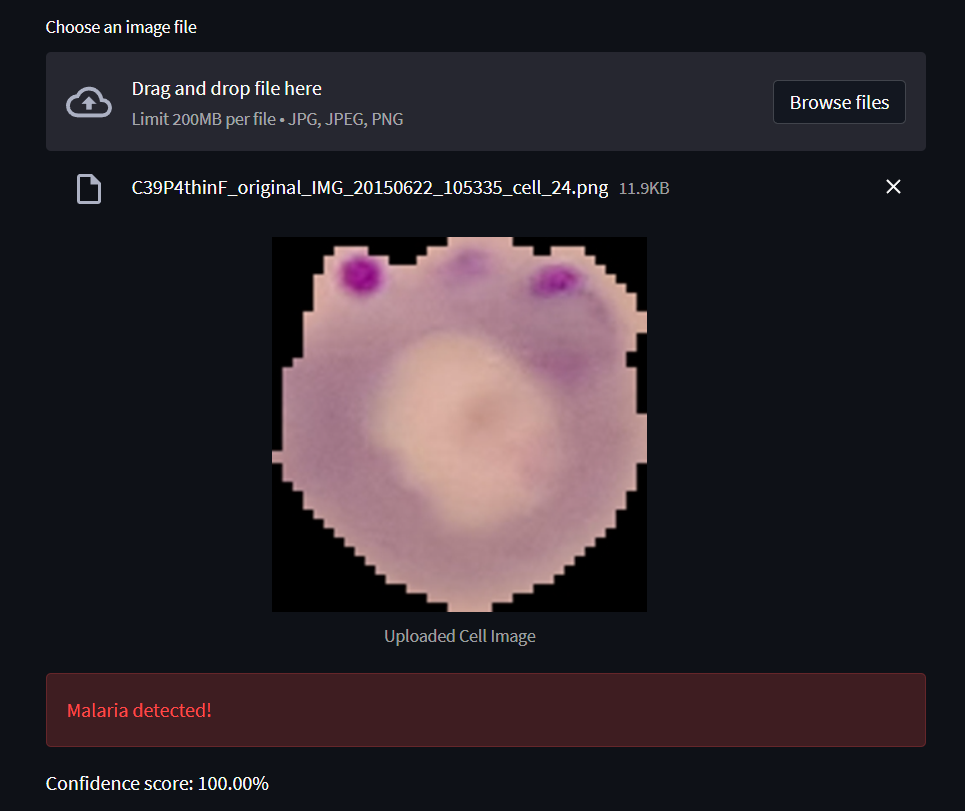 Choose an image file
Drag and drop file here
Limit 200MB per file • JPG, JPEG, PNG
Browse files
C39P4thinF_original_IMG_20150622_105335_cell_24.png 11.9KB
Uploaded Cell Image
Malaria detected!
Confidence score: 100.00%